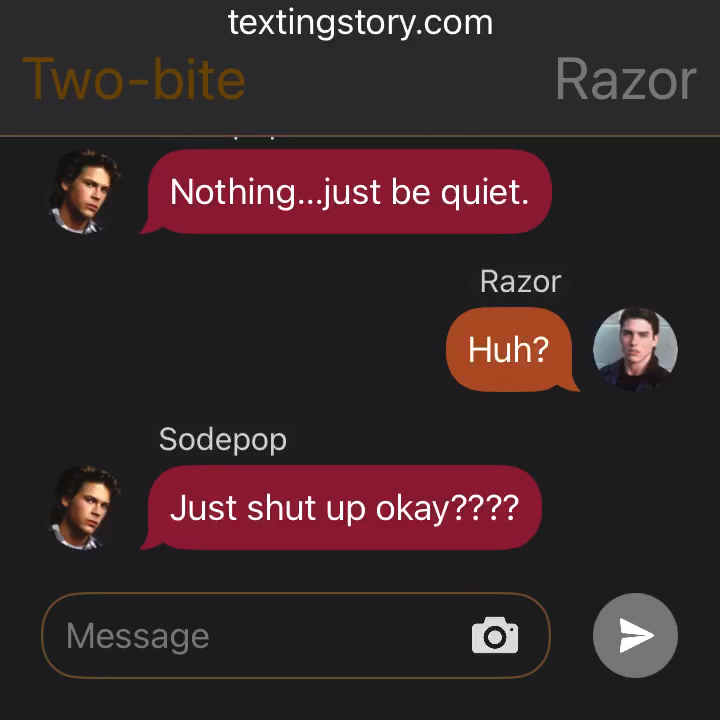 textingstory.com
Two-bite
Razor
Nothing...just be quiet.
Razor
Huh?
Sodepop
Just shut up okay????
Message